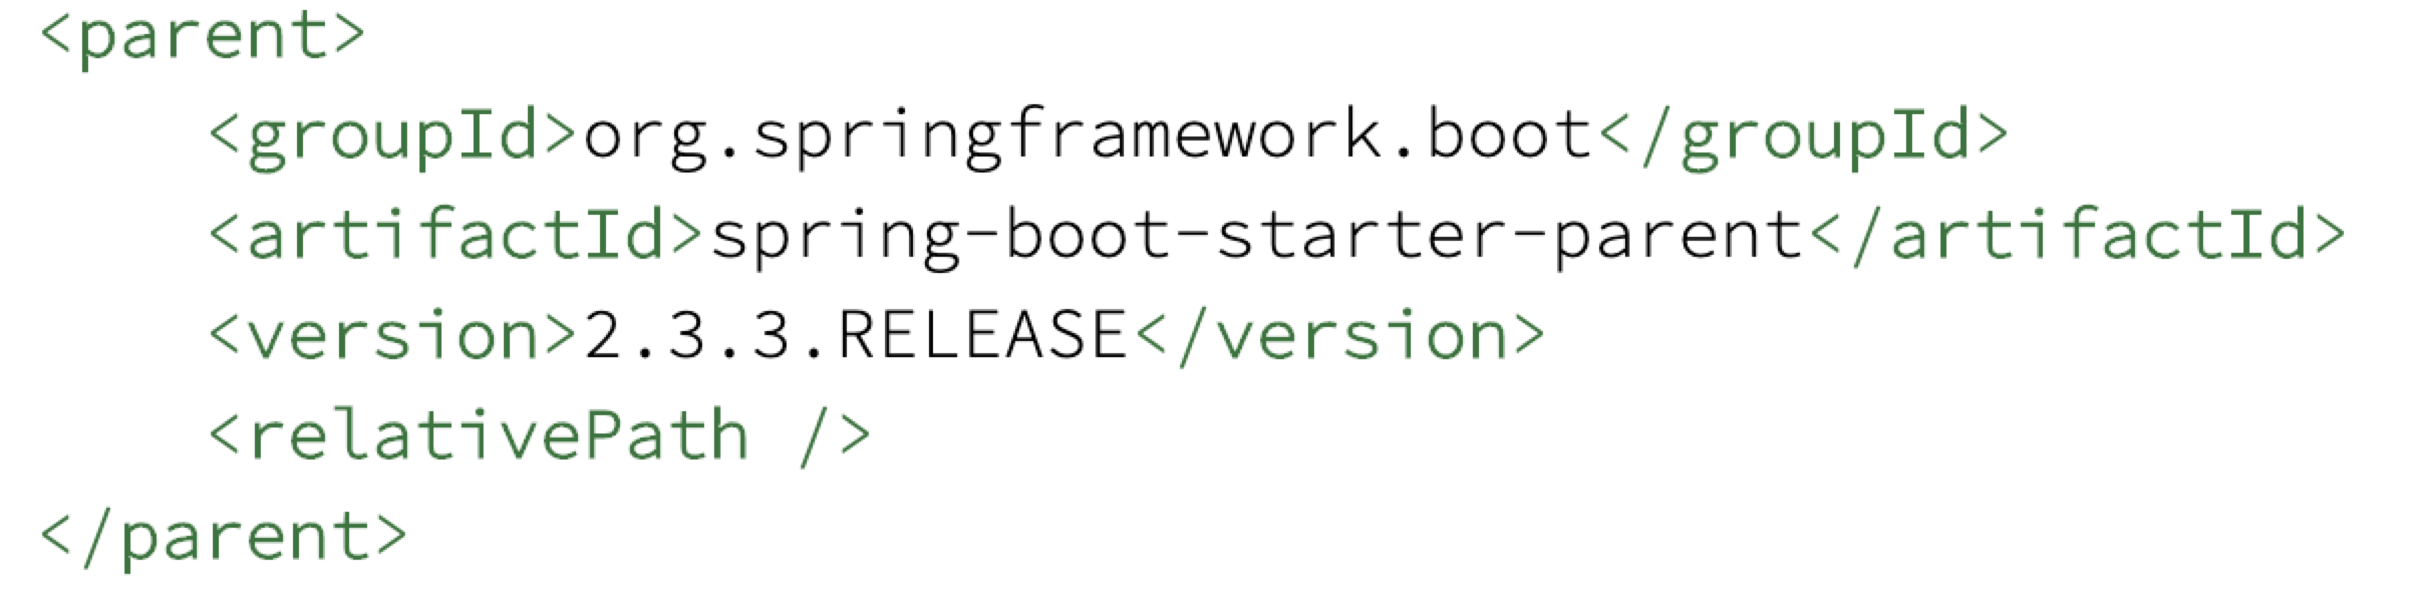 <parent>
    <groupId>org.springframework.boot</groupId>
    <artifactId>spring-boot-starter-parent</artifactId>
    <version>2.3.3.RELEASE</version>
    <relativePath />
</parent>